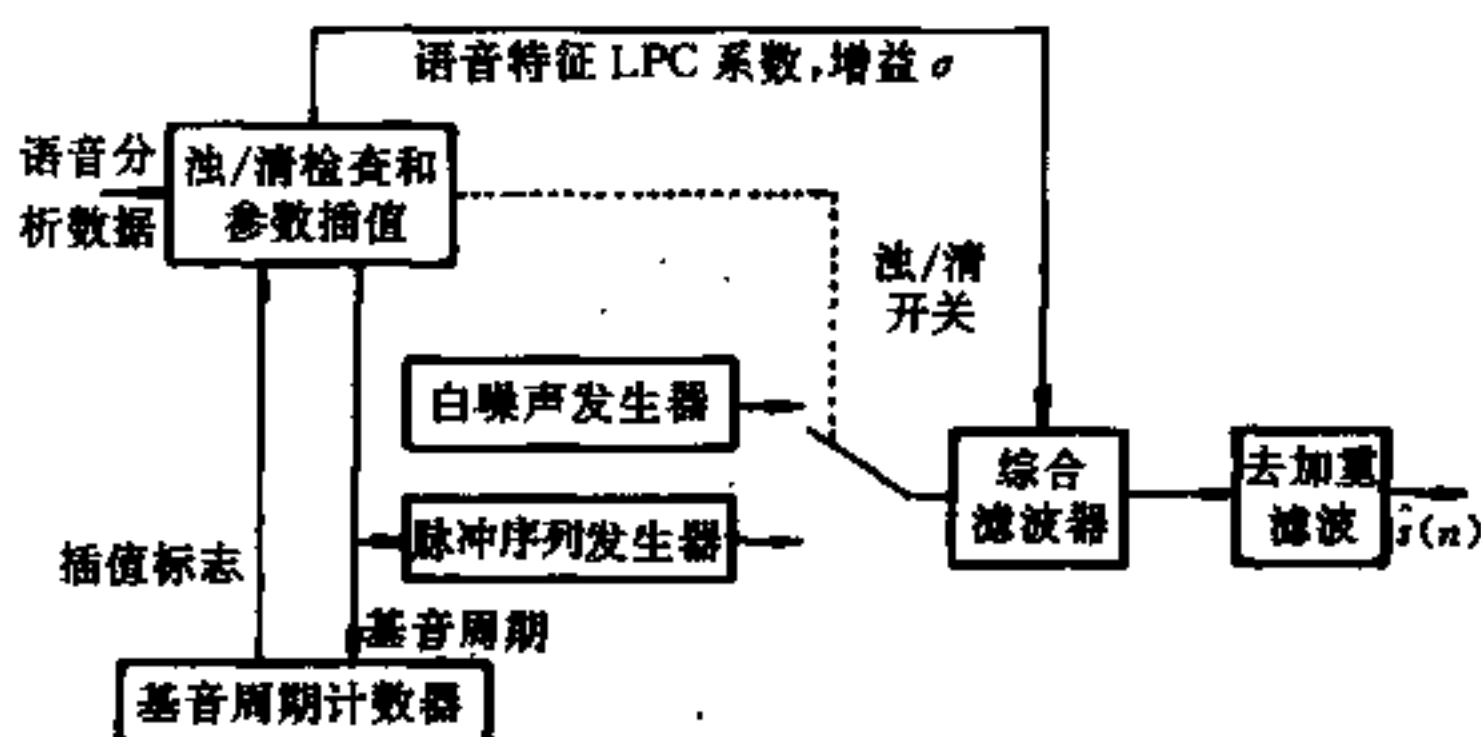 语音特征 LPC 系数,增益 σ
语音分
析数据
浊/清检查和
参数插值
浊/清
开关
白噪声发生器
综合
滤波器
去加重
滤波
ŝ(n)
脉冲序列发生器
插值标志
基音周期
基音周期计数器